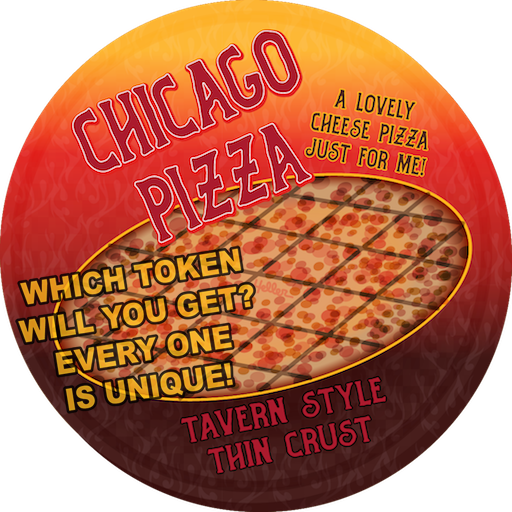 CHICAGO
PIZZA
A LOVELY
CHEESE PIZZA
JUST FOR ME!
WHICH TOKEN
WILL YOU GET?
EVERY ONE
IS UNIQUE!
TAVERN STYLE
THIN CRUST